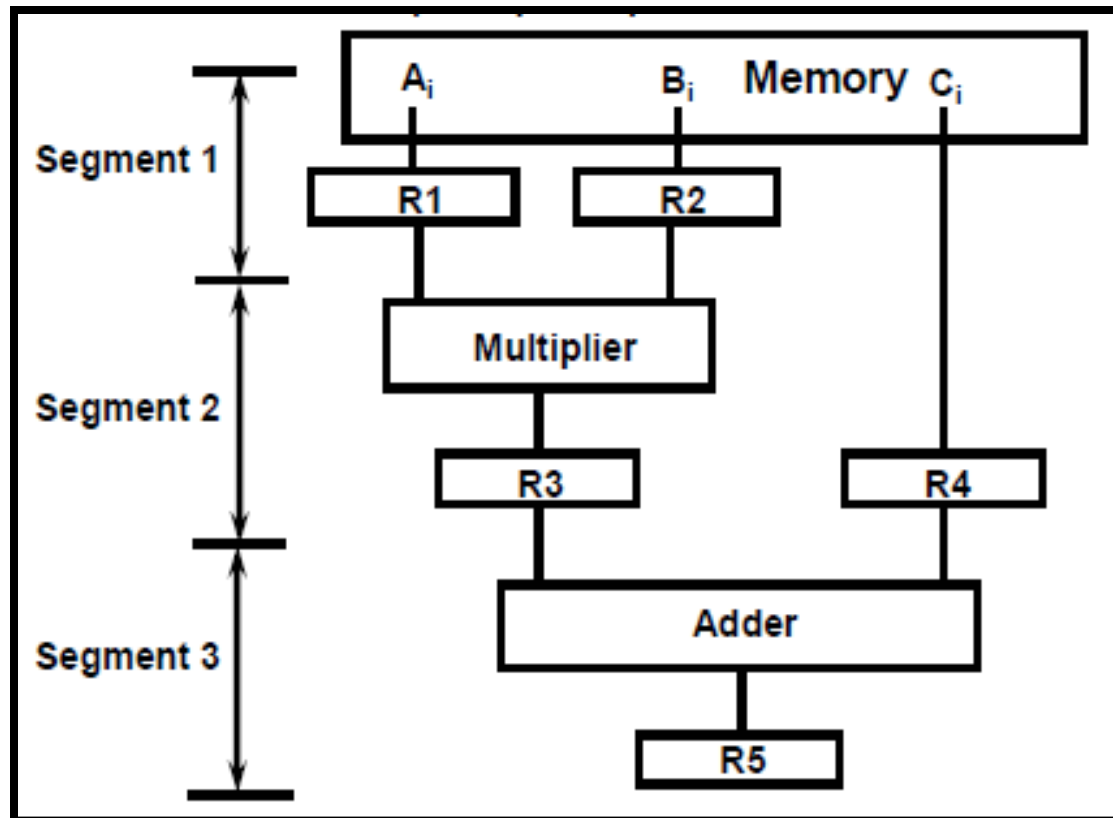 Memory
Aᵢ Bᵢ Cᵢ
Segment 1
R1 R2
Multiplier
Segment 2
R3 R4
Adder
Segment 3
R5